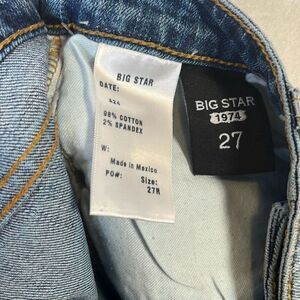 BIG STAR
DATE:
424
98% COTTON
2% SPANDEX
W:
Made in Mexico
PO#: Size:
27R
BIG STAR
1974
27